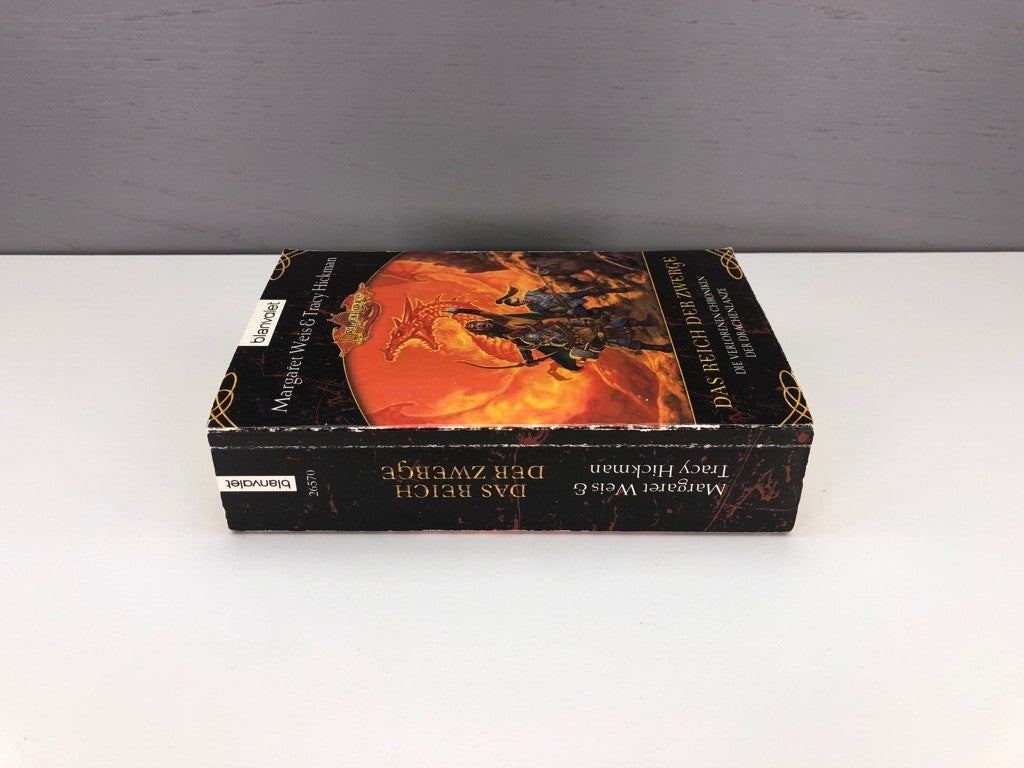 blanvalet
Margaret Weis & Tracy Hickman
DAS REICH DER ZWERGE
DIE VERLORENEN CHRONIKEN
DER DRACHENLANZE
Margaret Weis &
Tracy Hickman
DAS REICH
DER ZWERGE
26570
blanvalet